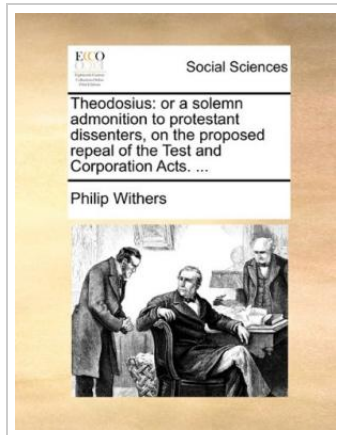 ECCO
Social Sciences
Theodosius: or a solemn
admonition to protestant
dissenters, on the proposed
repeal of the Test and
Corporation Acts. ...
Philip Withers